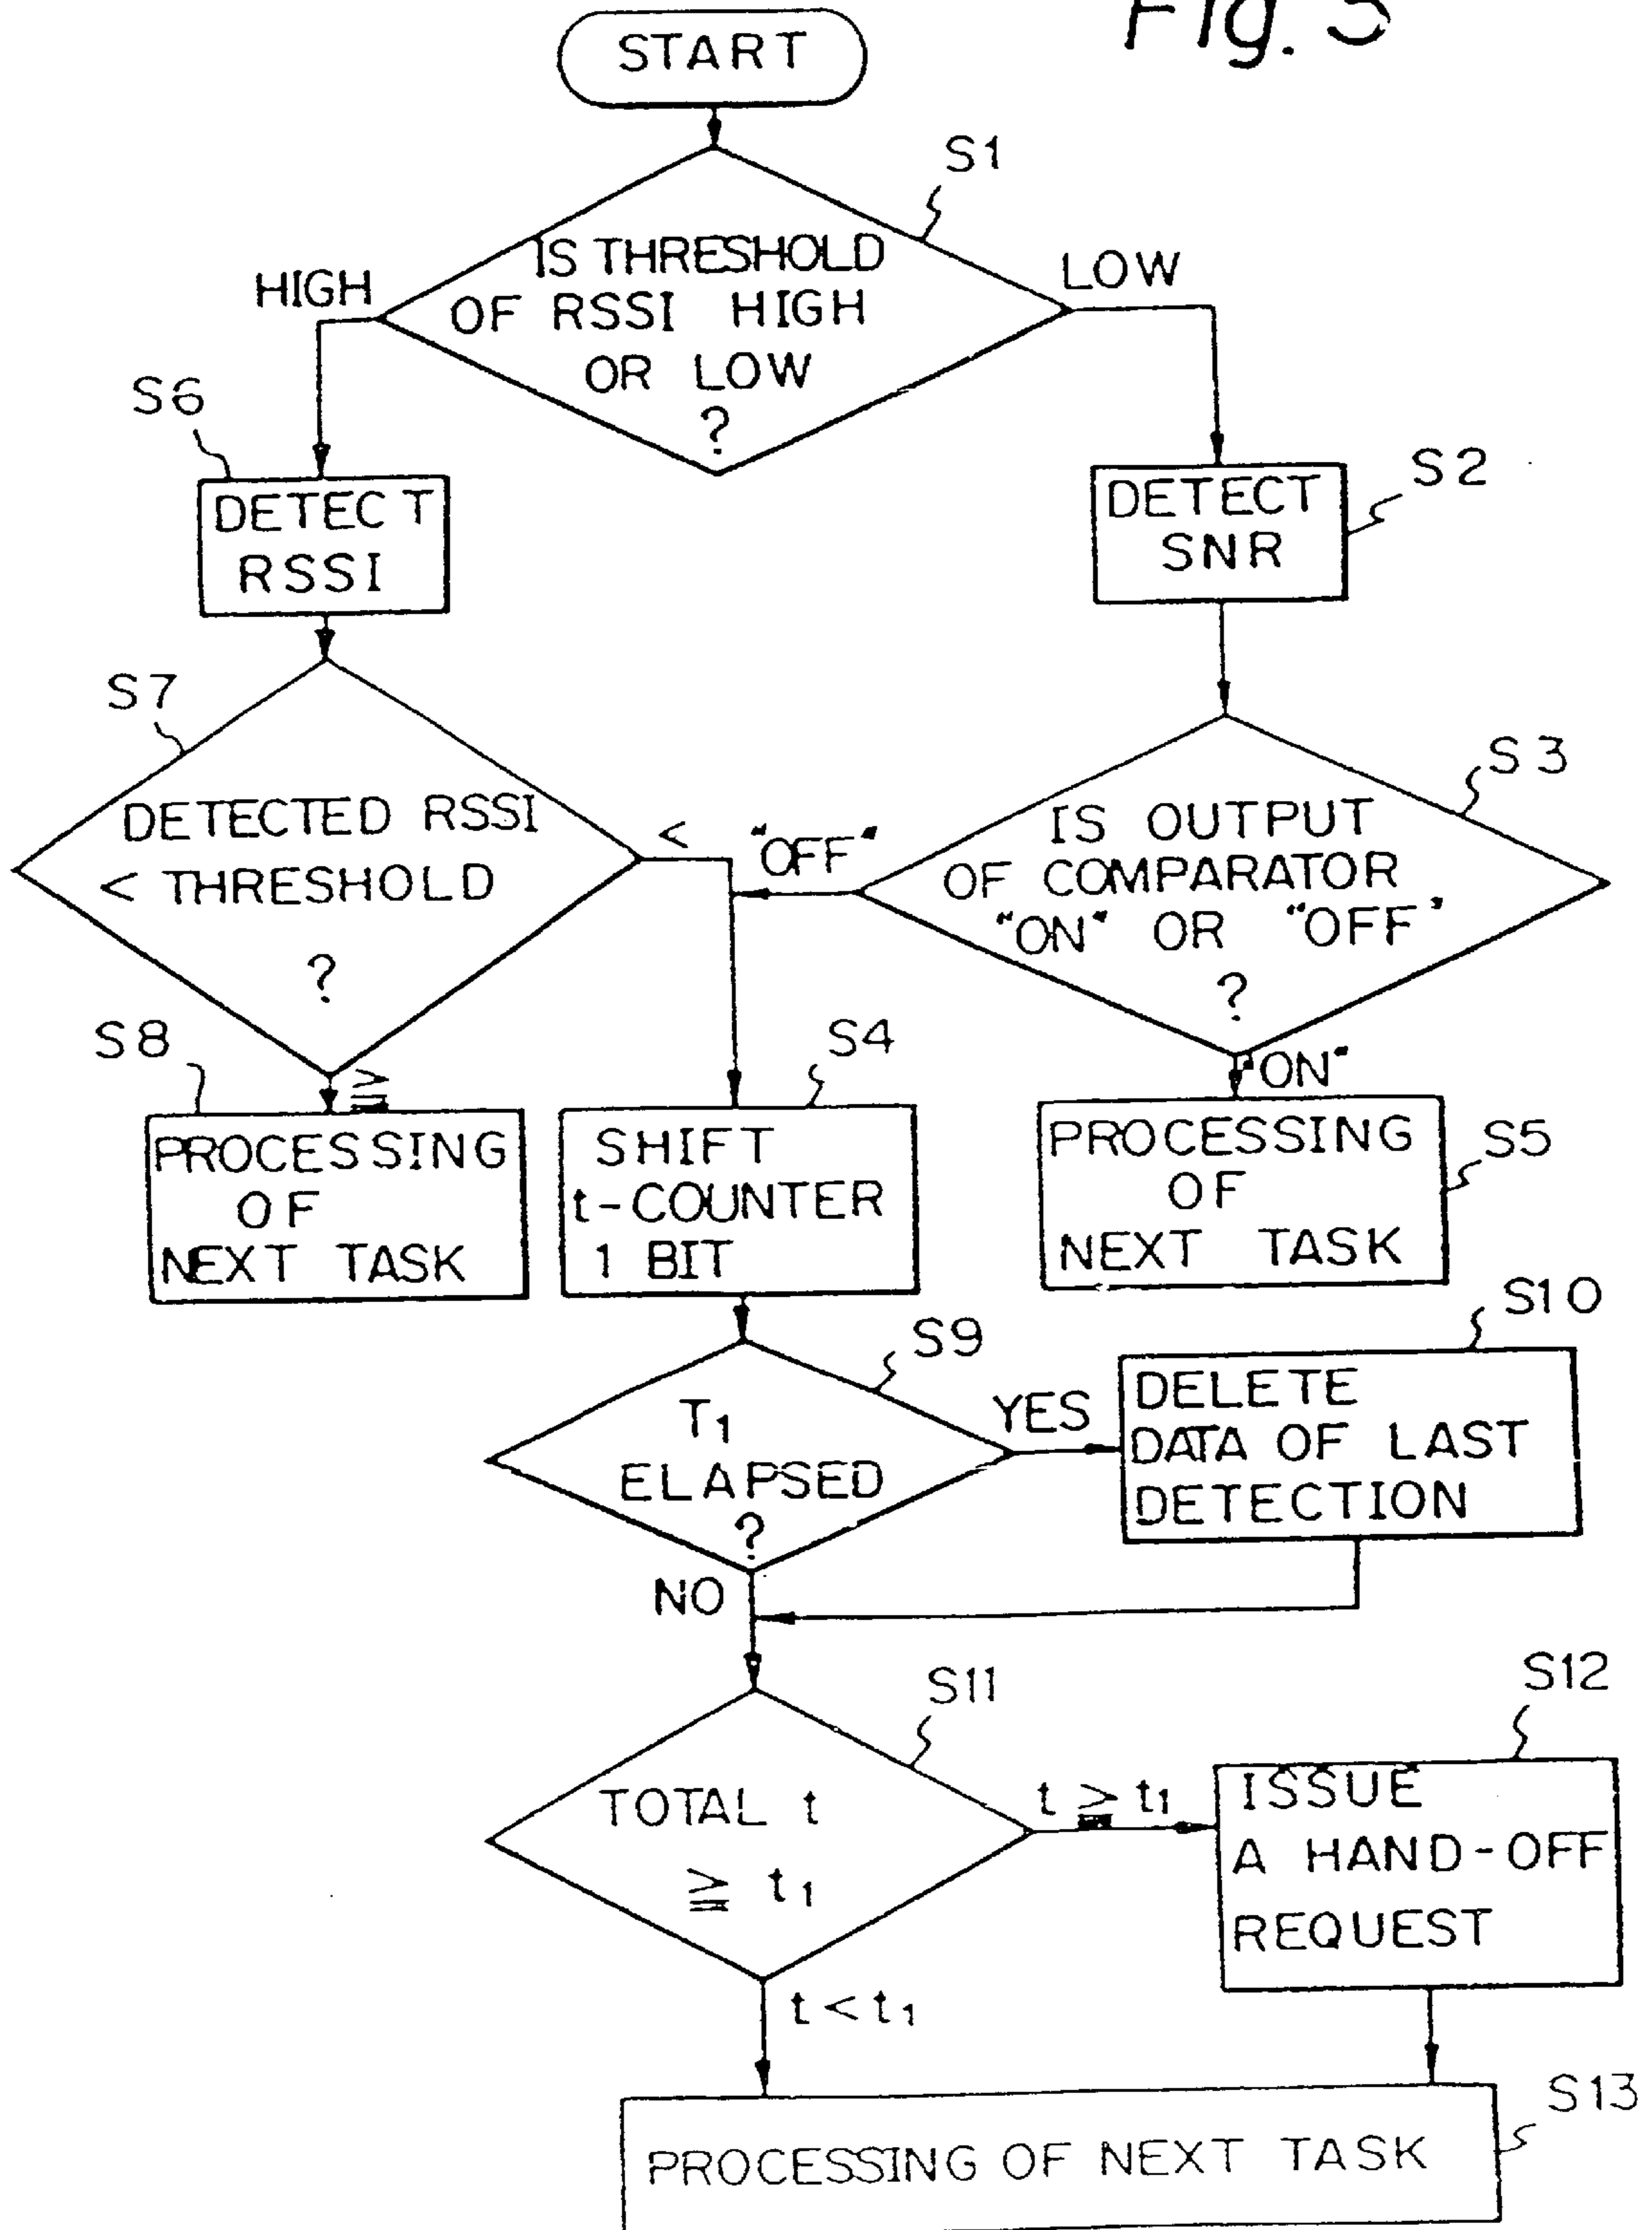 START
S1
IS THRESHOLD
OF RSSI HIGH
OR LOW
?
HIGH
LOW
S6
DETECT
RSSI
S2
DETECT
SNR
S7
DETECTED RSSI
< THRESHOLD
?
<
"OFF"
S3
IS OUTPUT
OF COMPARATOR
"ON" OR "OFF"
?
≧
"ON"
S8
PROCESSING
OF
NEXT TASK
S4
SHIFT
t-COUNTER
1 BIT
S5
PROCESSING
OF
NEXT TASK
S9
T1
ELAPSED
?
YES
NO
S10
DELETE
DATA OF LAST
DETECTION
S11
TOTAL t
≧ t1
t ≧ t1
t < t1
S12
ISSUE
A HAND-OFF
REQUEST
S13
PROCESSING OF NEXT TASK